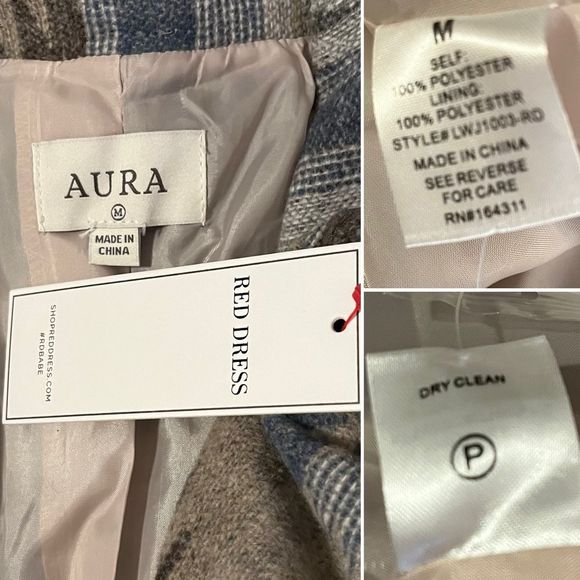 AURA
M
MADE IN
CHINA
RED DRESS
SHOPREDDRESS.COM
#RDBABE
M
SELF:
100% POLYESTER
LINING:
100% POLYESTER
STYLE# LWJ1003-RD
MADE IN CHINA
SEE REVERSE
FOR CARE
RN#164311
DRY CLEAN
P